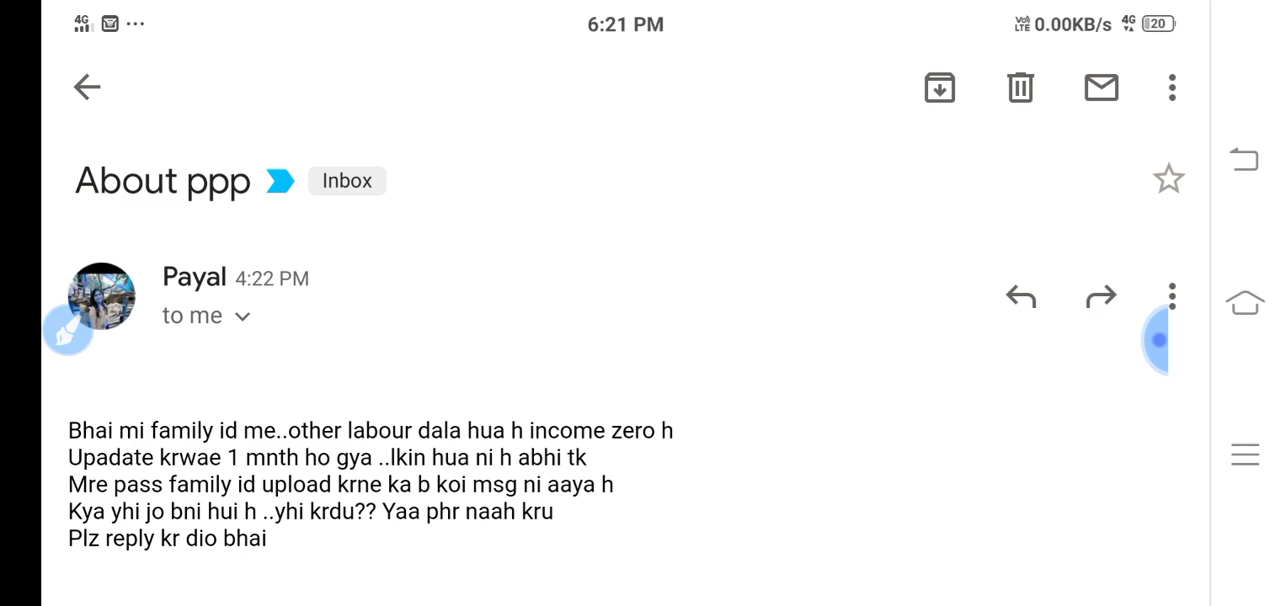 4G ... 6:21 PM Vo) LTE 0.00KB/s 4G 20
About ppp Inbox
Payal 4:22 PM
to me
Bhai mi family id me..other labour dala hua h income zero h
Upadate krwae 1 mnth ho gya ..lkin hua ni h abhi tk
Mre pass family id upload krne ka b koi msg ni aaya h
Kya yhi jo bni hui h ..yhi krdu?? Yaa phr naah kru
Plz reply kr dio bhai